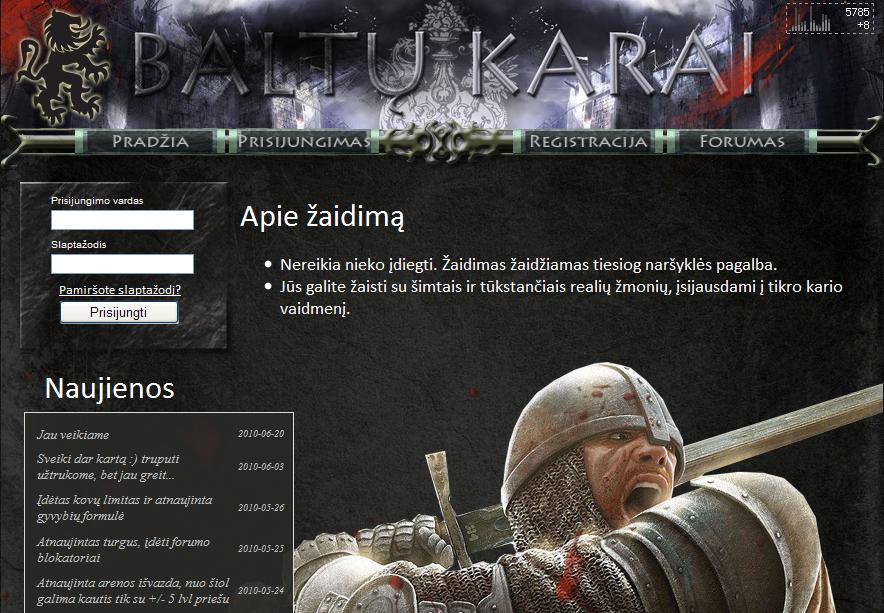 BALTŲ KARAI
5785
+8
PRADŽIA
PRISIJUNGIMAS
REGISTRACIJA
FORUMAS
Prisijungimo vardas
Slaptažodis
Pamiršote slaptažodį?
Prisijungti
Apie žaidimą
Nereikia nieko įdiegti. Žaidimas žaidžiamas tiesiog naršyklės pagalba.
Jūs galite žaisti su šimtais ir tūkstančiais realių žmonių, įsijausdami į tikro kario
vaidmenį.
Naujienos
Jau veikiame 2010-06-20
Sveiki dar kartą :) truputi
užtrukome, bet jau greit... 2010-06-03
Įdėtas kovų limitas ir atnaujinta
gyvybių formulė 2010-05-26
Atnaujintas turgus, įdėti forumo
blokatoriai 2010-05-25
Atnaujinta arenos išvazda, nuo šiol
galima kautis tik su +/- 5 lvl priešu 2010-05-24